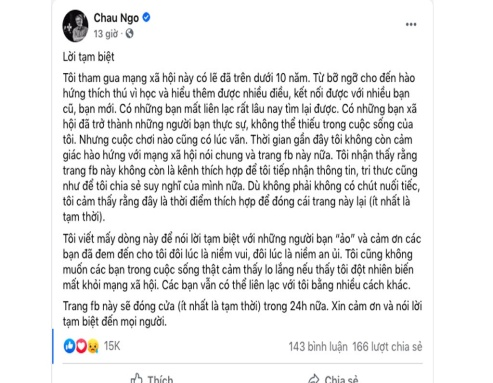 Chau Ngo
13 giờ ·
Lời tạm biệt
Tôi tham gua mạng xã hội này có lẽ đã trên dưới 10 năm. Từ bỡ ngỡ cho đến hào
hứng thích thú vì học và hiểu thêm được nhiều điều, kết nối được với nhiều bạn
cũ, bạn mới. Có những bạn mất liên lạc rất lâu nay tìm lại được. Có những bạn xã
hội đã trở thành những người bạn thực sự, không thể thiếu trong cuộc sống của
tôi. Nhưng cuộc chơi nào cũng có lúc vãn. Thời gian gần đây tôi không còn cảm
giác hào hứng với mạng xã hội nói chung và trang fb này nữa. Tôi nhận thấy rằng
trang fb này không còn là kênh thích hợp để tôi tiếp nhận thông tin, tri thưc cũng
như để tôi chia sẻ suy nghĩ của mình nữa. Dù không phải không có chút nuối tiếc,
tôi cảm thấy rằng đây là thời điểm thích hợp để đóng cái trang này lại (ít nhất là
tạm thời).
Tôi viết mấy dòng này để nói lời tạm biệt với những người bạn “ảo” và cảm ơn các
bạn đã đem đến cho tôi đôi lúc là niềm vui, đôi lúc là niềm an ủi. Tôi cũng không
muốn các bạn trong cuộc sống thật cảm thấy lo lắng nếu thấy tôi đột nhiên biến
mất khỏi mạng xã hội. Các bạn vẫn có thể liên lạc với tôi bằng nhiều cách khác.
Trang fb này sẽ đóng cửa (ít nhất là tạm thời) trong 24h nữa. Xin cảm ơn và nói lời
tạm biệt đến mọi người.
15K 143 bình luận 166 lượt chia sẻ
Thích Chia sẻ